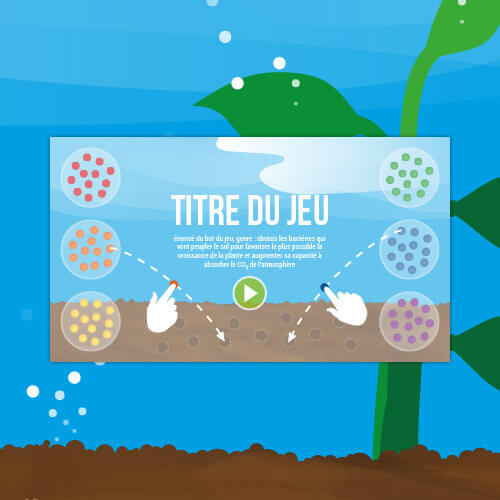 TITRE DU JEU
énoncé du but du jeu, genre : choisis les bactéries qui
vont peupler le sol pour favoriser le plus possible la
croissance de la plante et augmenter sa capacité à
absorber le CO₂ de l'atmosphère